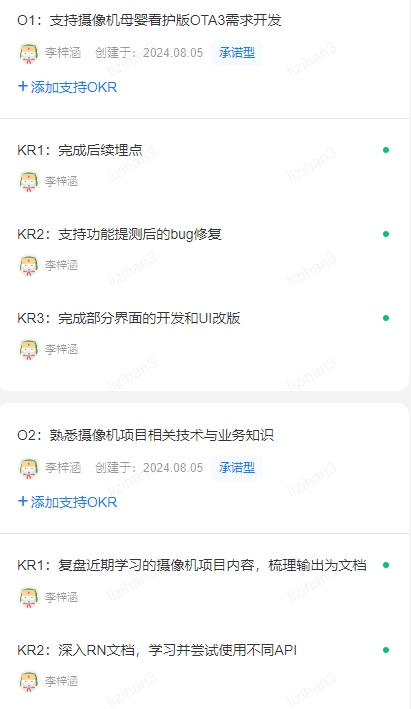 O1：支持摄像机母婴看护版OTA3需求开发
李梓涵 创建于：2024.08.05 承诺型
+添加支持OKR
KR1：完成后续埋点
李梓涵
KR2：支持功能提测后的bug修复
李梓涵
KR3：完成部分界面的开发和UI改版
李梓涵
O2：熟悉摄像机项目相关技术与业务知识
李梓涵 创建于：2024.08.05 承诺型
+添加支持OKR
KR1：复盘近期学习的摄像机项目内容，梳理输出为文档
李梓涵
KR2：深入RN文档，学习并尝试使用不同API
李梓涵
lizihan3